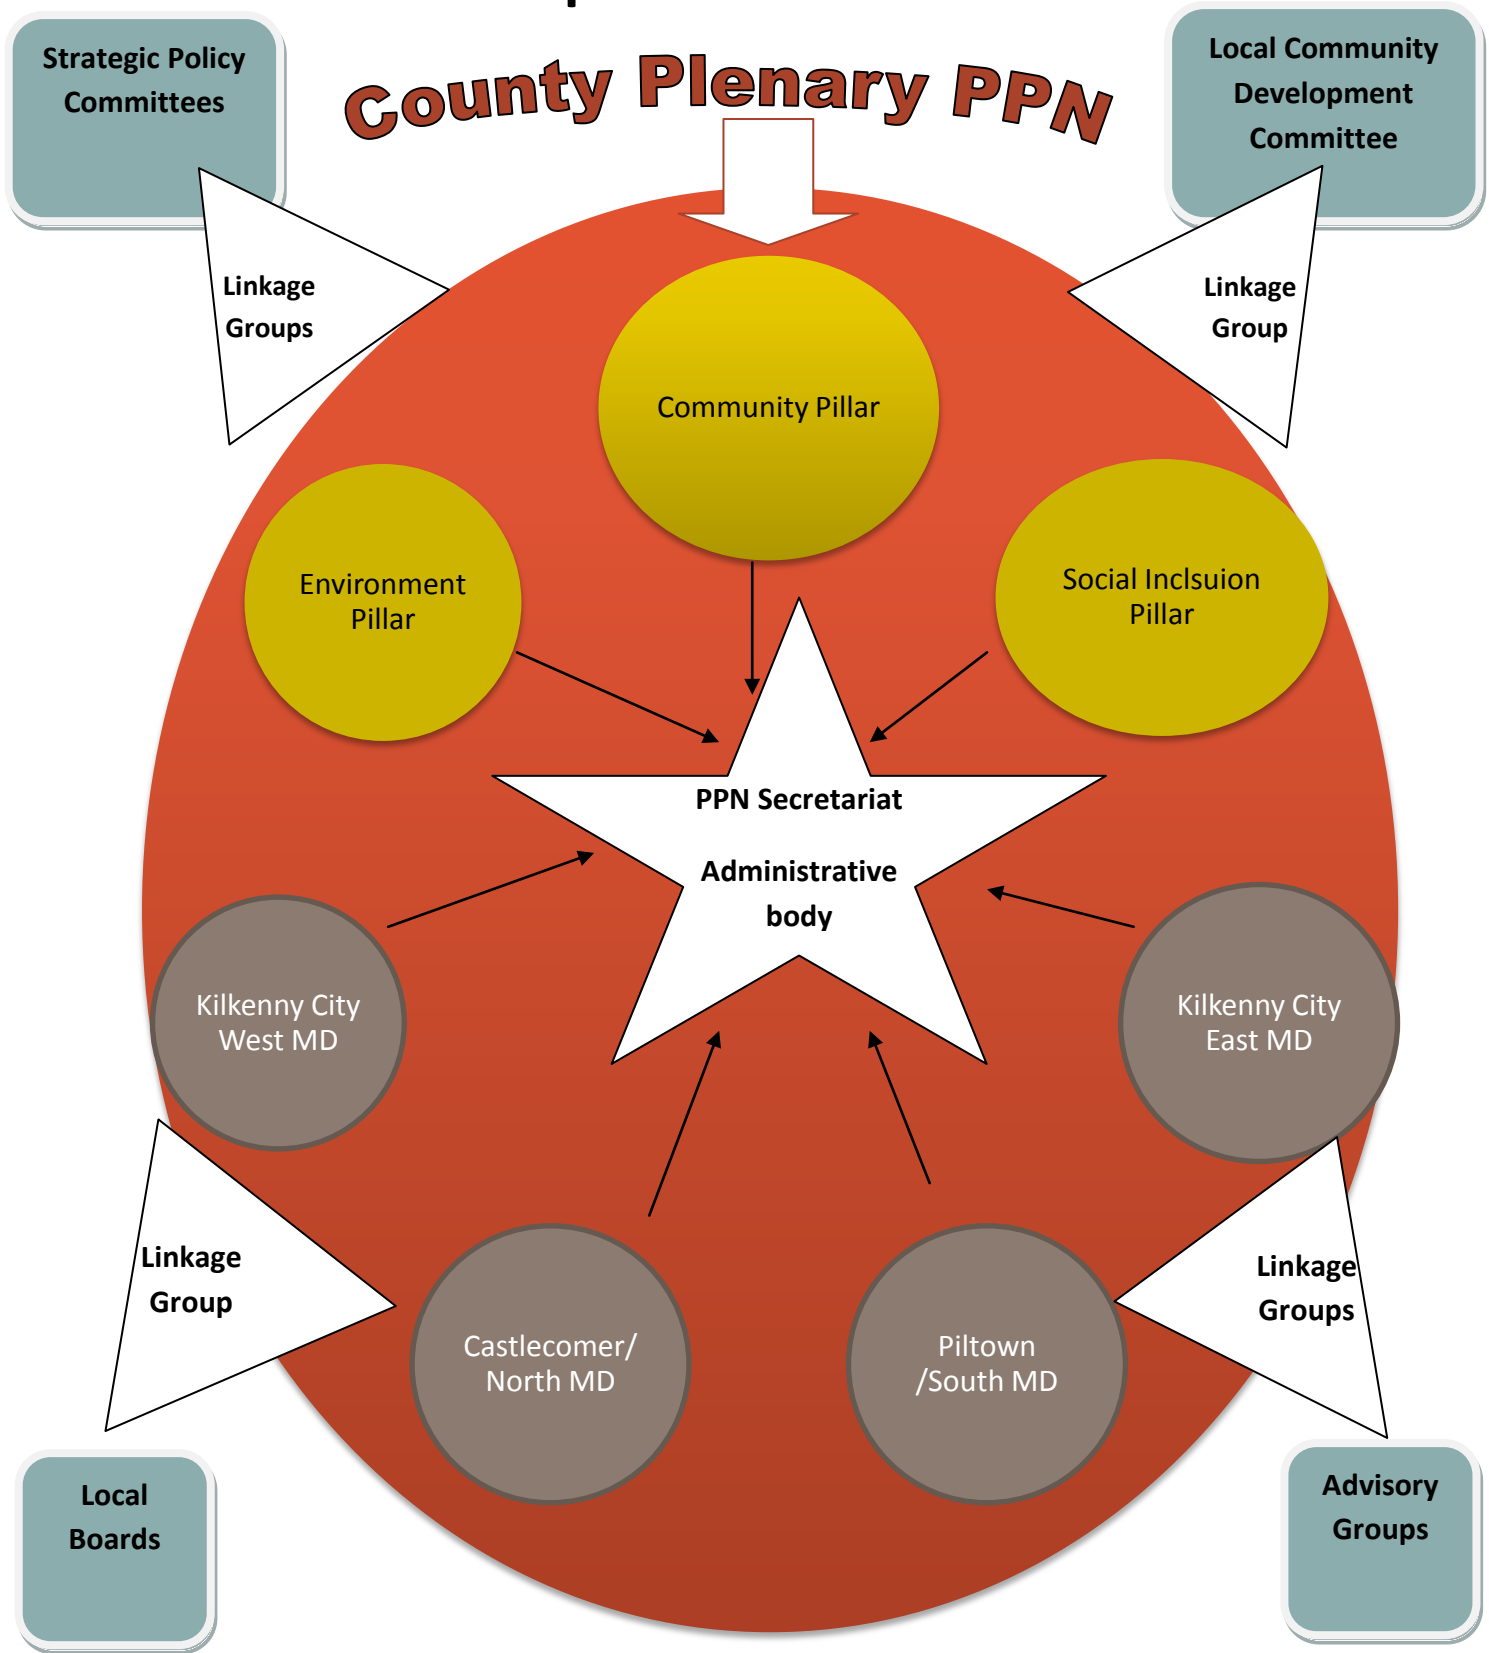 Strategic Policy
Committees
County Plenary PPN
Local Community
Development
Committee
Linkage
Groups
Linkage
Group
Community Pillar
Environment
Pillar
Social Inclsuion
Pillar
PPN Secretariat
Administrative
body
Kilkenny City
West MD
Kilkenny City
East MD
Linkage
Group
Linkage
Groups
Castlecomer/
North MD
Piltown
/South MD
Local
Boards
Advisory
Groups